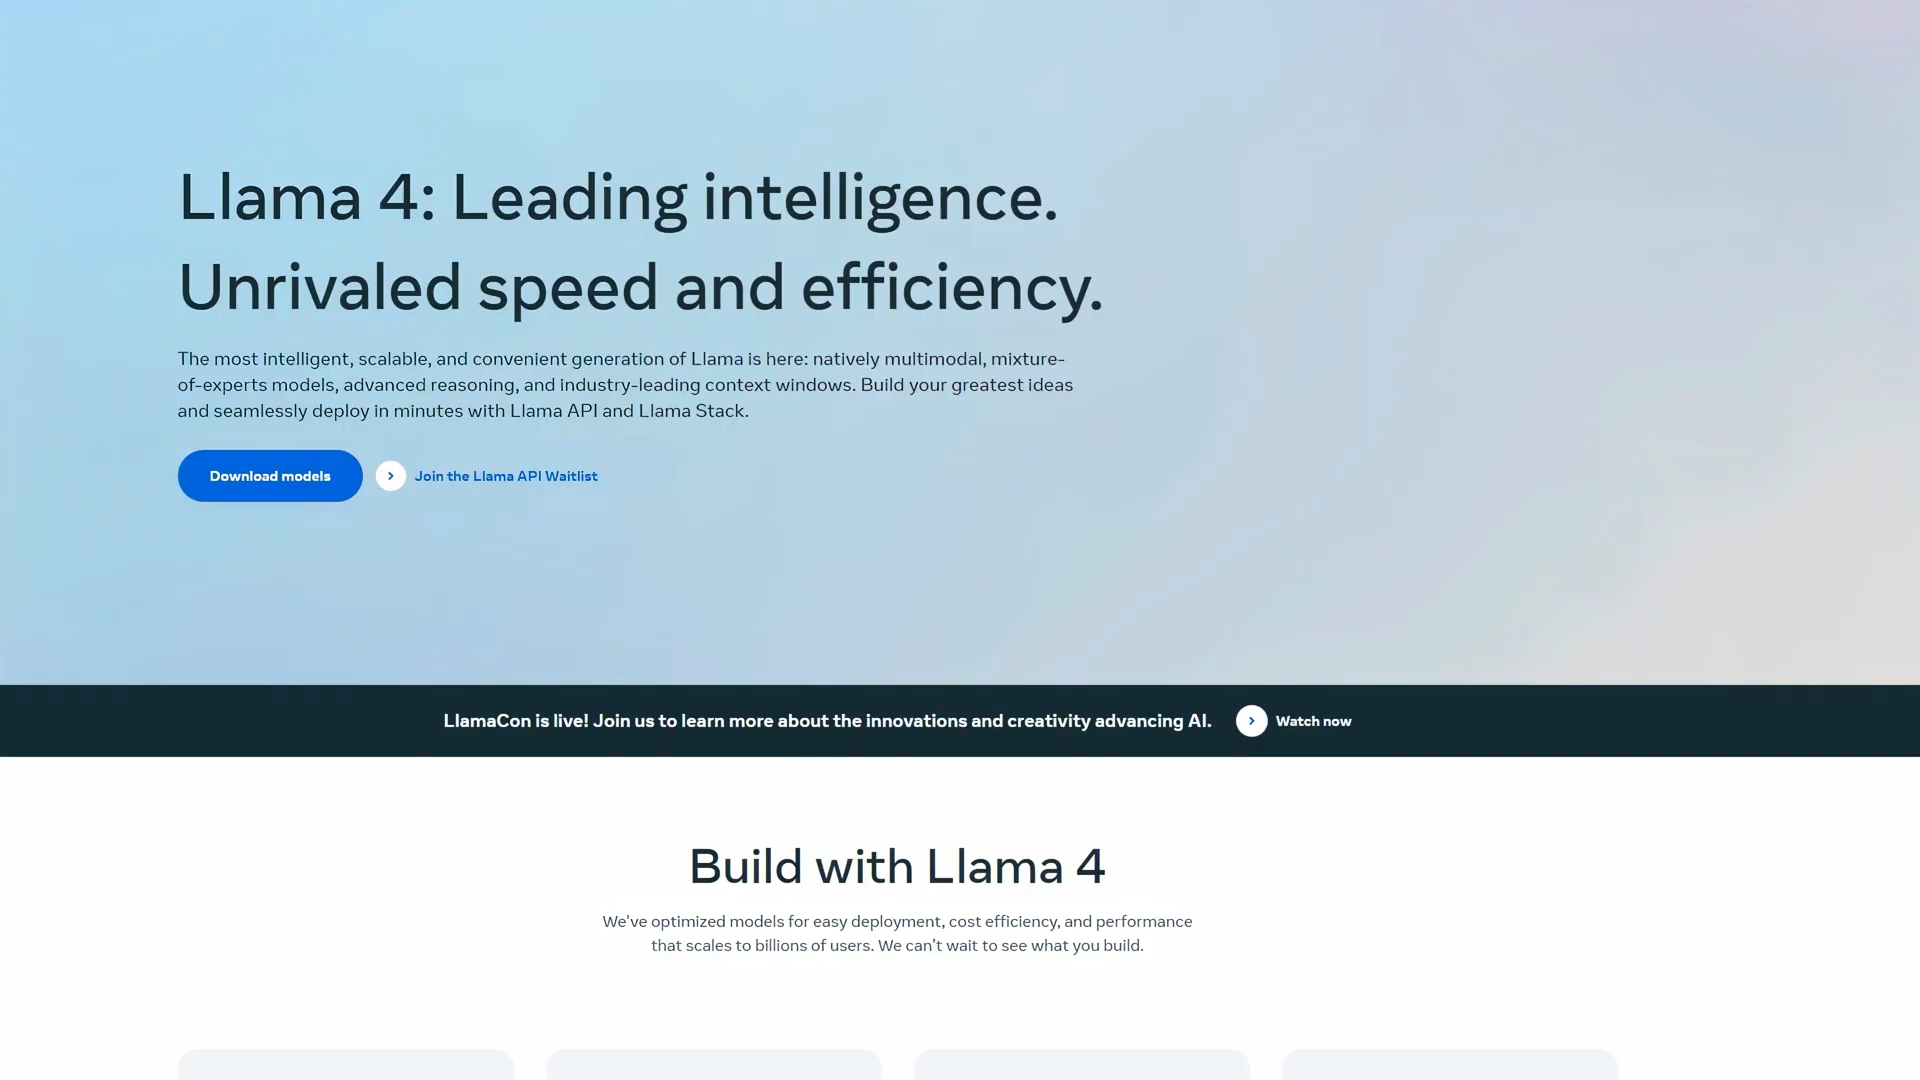 Llama 4: Leading intelligence.
Unrivaled speed and efficiency.
The most intelligent, scalable, and convenient generation of Llama is here: natively multimodal, mixture-
of-experts models, advanced reasoning, and industry-leading context windows. Build your greatest ideas
and seamlessly deploy in minutes with Llama API and Llama Stack.
Download models
Join the Llama API Waitlist
LlamaCon is live! Join us to learn more about the innovations and creativity advancing AI.
Watch now
Build with Llama 4
We've optimized models for easy deployment, cost efficiency, and performance
that scales to billions of users. We can't wait to see what you build.